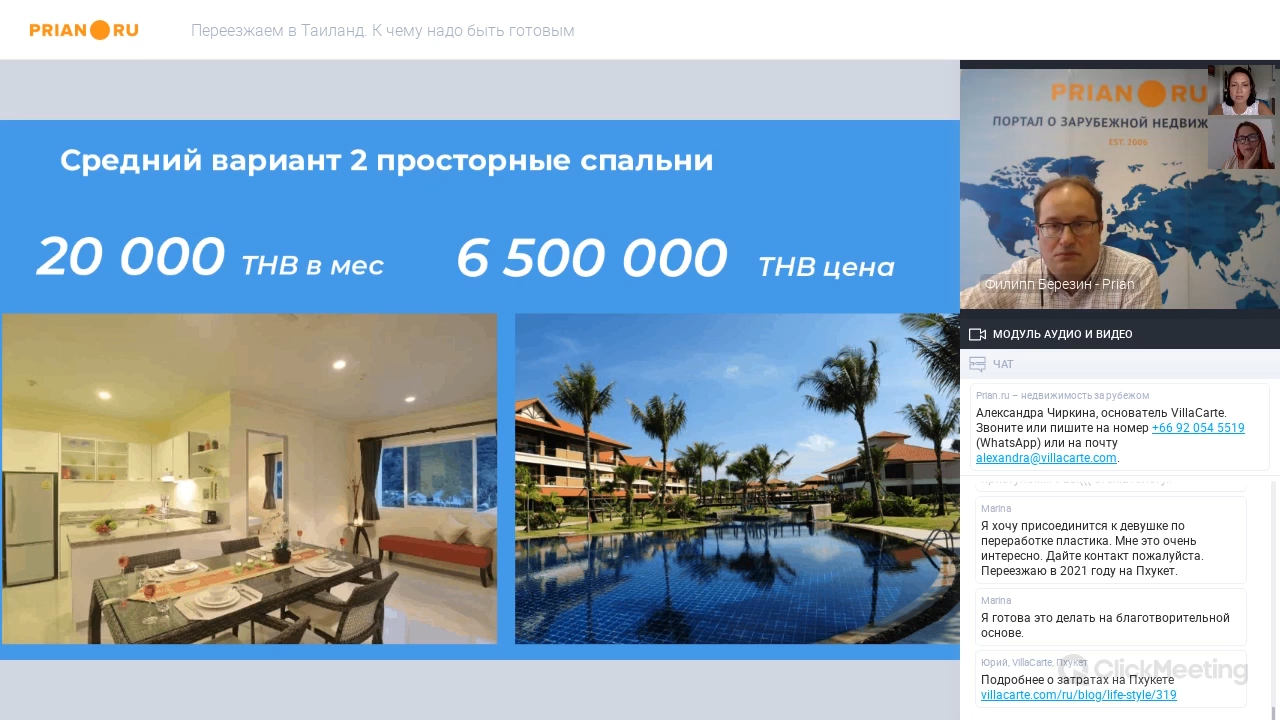 PRIAN RU
Переезжаем в Таиланд. К чему надо быть готовым
Средний вариант 2 просторные спальни
20 000 THB в мес
6 500 000 THB цена
PRIAN RU
ПОРТАЛ О ЗАРУБЕЖНОЙ НЕДВИЖ
EST. 2006
Филипп Березин - Prian
МОДУЛЬ АУДИО И ВИДЕО
ЧАТ
Prian.ru – недвижимость за рубежом
Александра Чиркина, основатель VillaCarte.
Звоните или пишите на номер +66 92 054 5519
(WhatsApp) или на почту
alexandra@villacarte.com.
Marina
Я хочу присоединится к девушке по
переработке пластика. Мне это очень
интересно. Дайте контакт пожалуйста.
Переезжаю в 2021 году на Пхукет.
Marina
Я готова это делать на благотворительной
основе.
Юрий, VillaCarte, Пхукет
Подробнее о затратах на Пхукете
villacarte.com/ru/blog/life-style/319
ClickMeeting